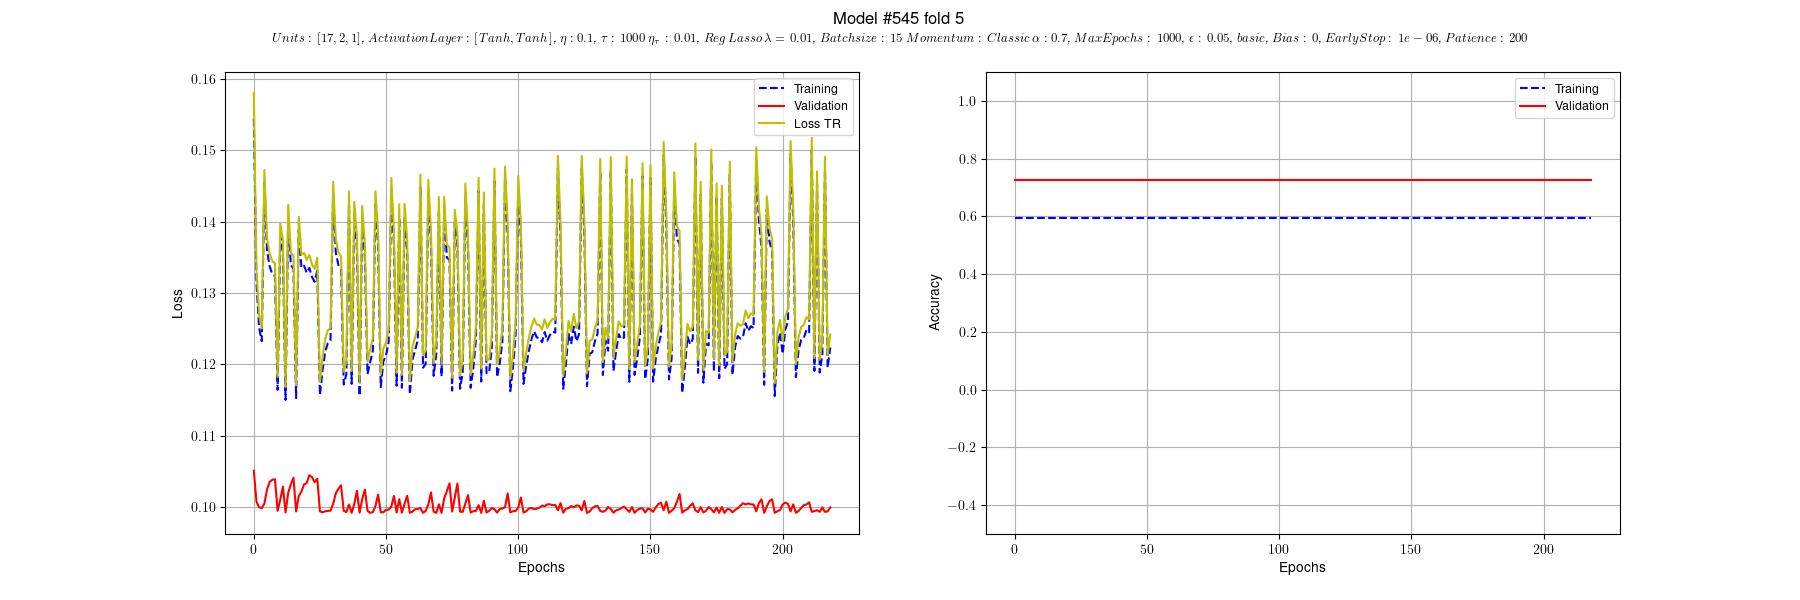 Model #545 fold 5
Units : [17, 2, 1], ActivationLayer : [Tanh, Tanh], η : 0.1, τ : 1000 η_τ : 0.01, Reg Lasso λ = 0.01, Batchsize : 15 Momentum : Classic α : 0.7, MaxEpochs : 1000, ϵ : 0.05, basic, Bias : 0, EarlyStop : 1e − 06, Patience : 200
0.16
0.15
0.14
0.13
0.12
0.11
0.10
Loss
0 50 100 150 200
Epochs
Training
Validation
Loss TR
1.0
0.8
0.6
0.4
0.2
0.0
−0.2
−0.4
Accuracy
0 50 100 150 200
Epochs
Training
Validation